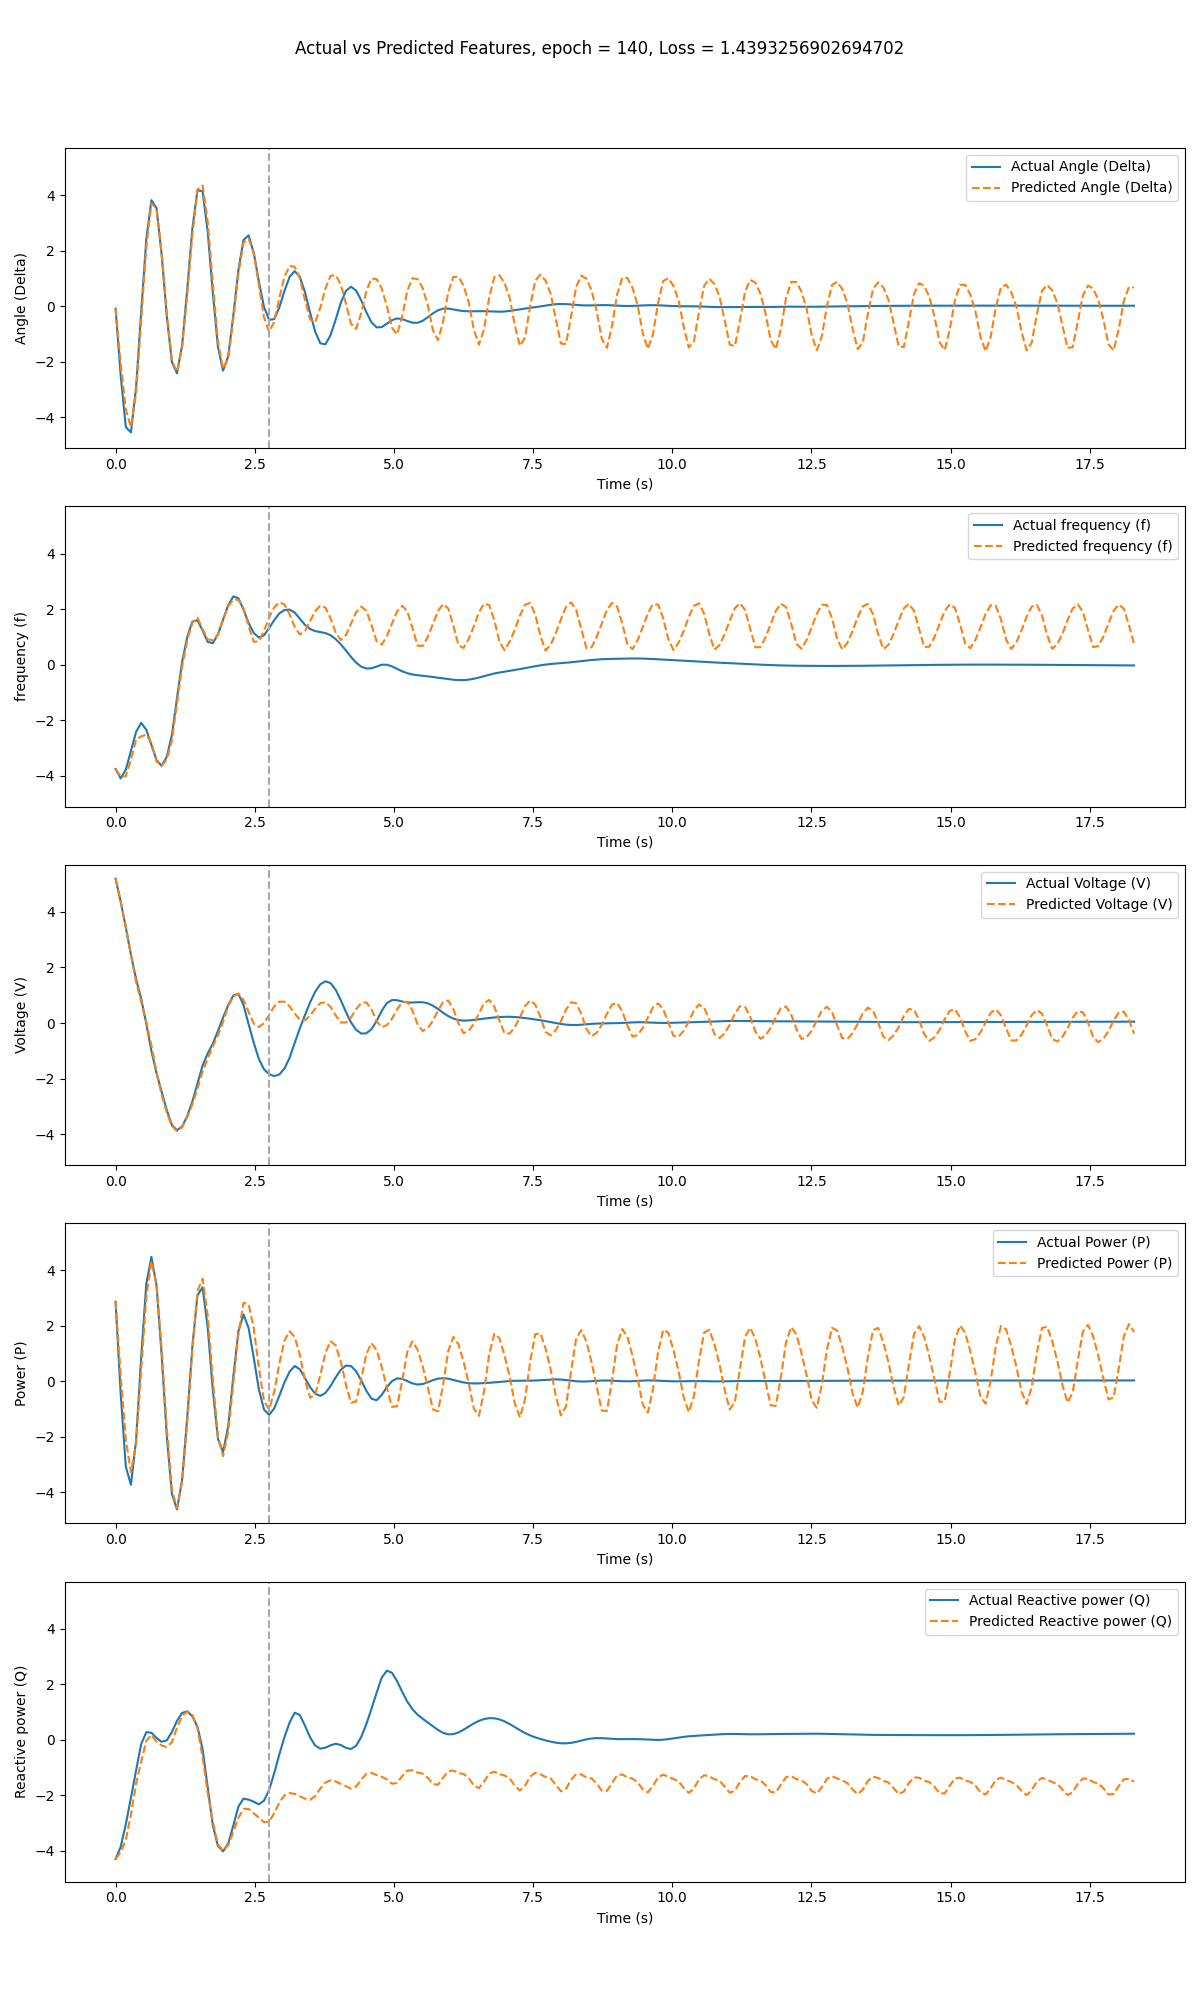 Actual vs Predicted Features, epoch = 140, Loss = 1.4393256902694702
Actual Angle (Delta)
Predicted Angle (Delta)
Angle (Delta)
4
2
0
−2
−4
0.0 2.5 5.0 7.5 10.0 12.5 15.0 17.5
Time (s)
Actual frequency (f)
Predicted frequency (f)
frequency (f)
4
2
0
−2
−4
0.0 2.5 5.0 7.5 10.0 12.5 15.0 17.5
Time (s)
Actual Voltage (V)
Predicted Voltage (V)
Voltage (V)
4
2
0
−2
−4
0.0 2.5 5.0 7.5 10.0 12.5 15.0 17.5
Time (s)
Actual Power (P)
Predicted Power (P)
Power (P)
4
2
0
−2
−4
0.0 2.5 5.0 7.5 10.0 12.5 15.0 17.5
Time (s)
Actual Reactive power (Q)
Predicted Reactive power (Q)
Reactive power (Q)
4
2
0
−2
−4
0.0 2.5 5.0 7.5 10.0 12.5 15.0 17.5
Time (s)